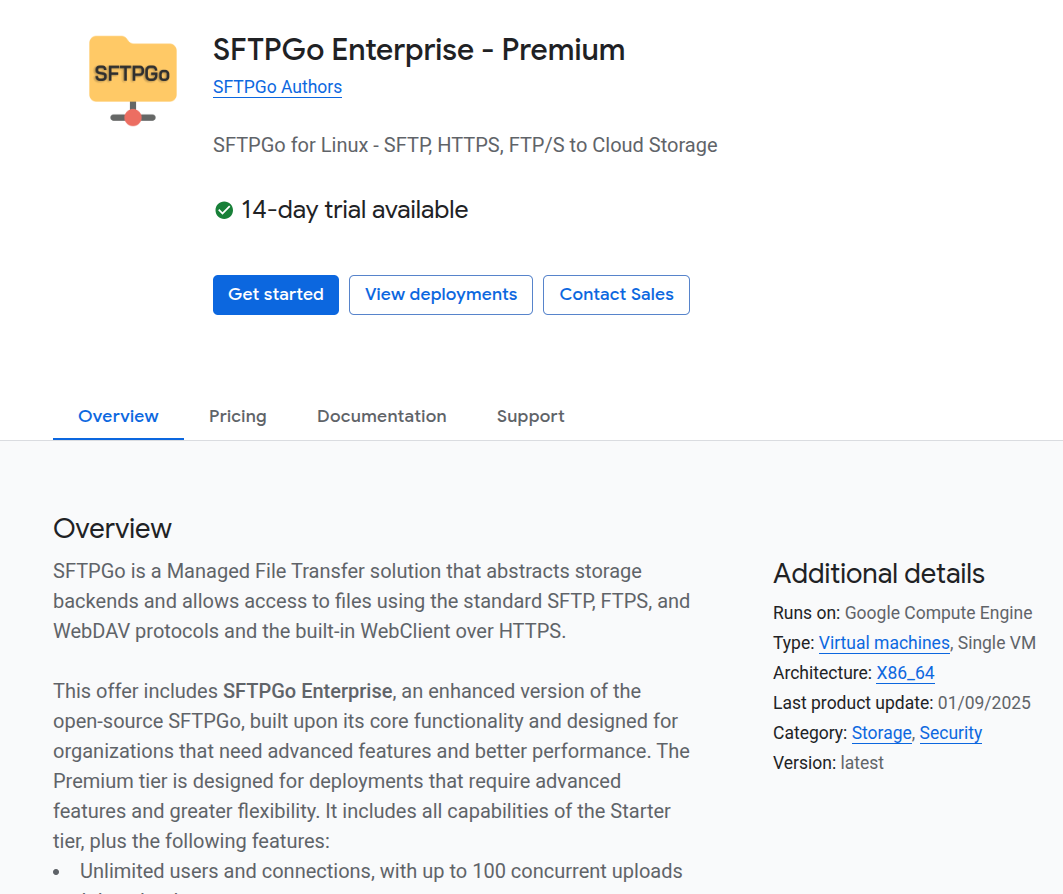 SFTPGo
SFTPGo Enterprise - Premium
SFTPGo Authors
SFTPGo for Linux - SFTP, HTTPS, FTP/S to Cloud Storage
14-day trial available
Get started
View deployments
Contact Sales
Overview
Pricing
Documentation
Support
Overview
SFTPGo is a Managed File Transfer solution that abstracts storage
backends and allows access to files using the standard SFTP, FTPS, and
WebDAV protocols and the built-in WebClient over HTTPS.
This offer includes SFTPGo Enterprise, an enhanced version of the
open-source SFTPGo, built upon its core functionality and designed for
organizations that need advanced features and better performance. The
Premium tier is designed for deployments that require advanced
features and greater flexibility. It includes all capabilities of the Starter
tier, plus the following features:
• Unlimited users and connections, with up to 100 concurrent uploads
Additional details
Runs on: Google Compute Engine
Type: Virtual machines, Single VM
Architecture: X86_64
Last product update: 01/09/2025
Category: Storage, Security
Version: latest